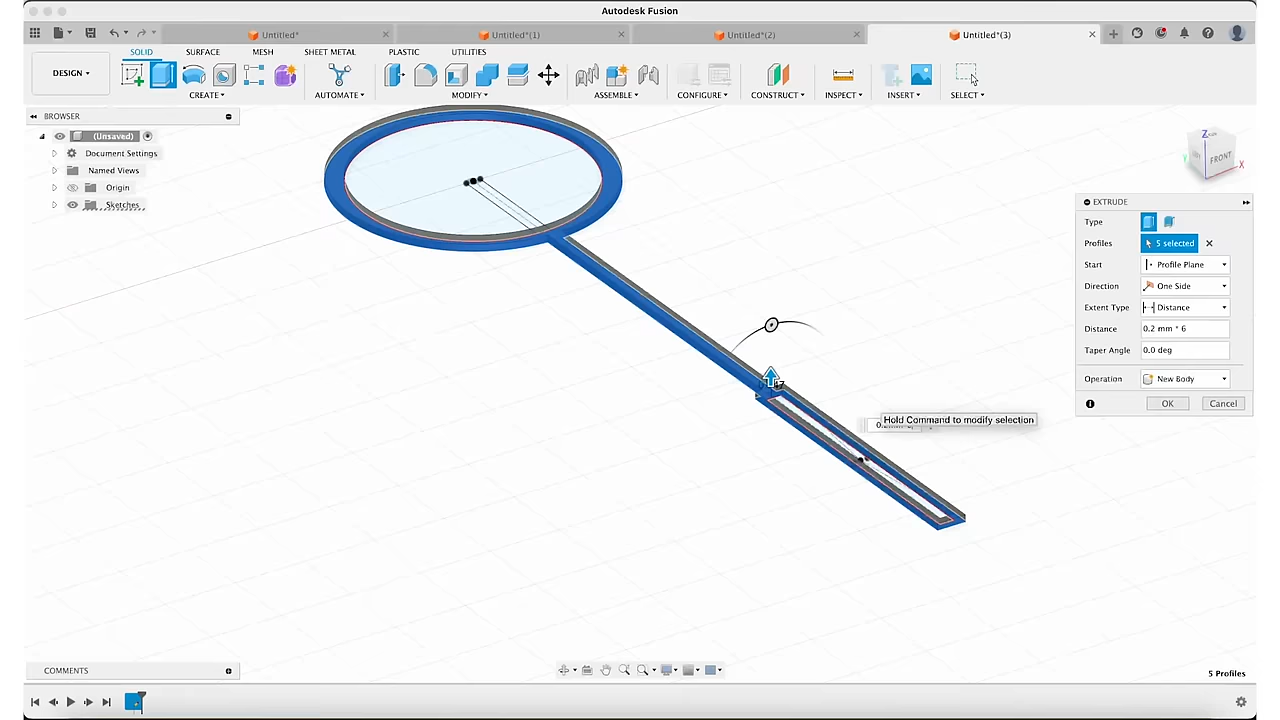 Autodesk Fusion
Untitled*
Untitled*(1)
Untitled*(2)
Untitled*(3)
SOLID
SURFACE
MESH
SHEET METAL
PLASTIC
UTILITIES
DESIGN
CREATE
AUTOMATE
MODIFY
ASSEMBLE
CONFIGURE
CONSTRUCT
INSPECT
INSERT
SELECT
BROWSER
(Unsaved)
Document Settings
Named Views
Origin
Sketches
Z
FRONT
X
Y
EXTRUDE
Type
Profiles 5 selected
Start Profile Plane
Direction One Side
Extent Type Distance
Distance 0.2 mm * 6
Taper Angle 0.0 deg
Operation New Body
OK Cancel
Hold Command to modify selection
COMMENTS
5 Profiles